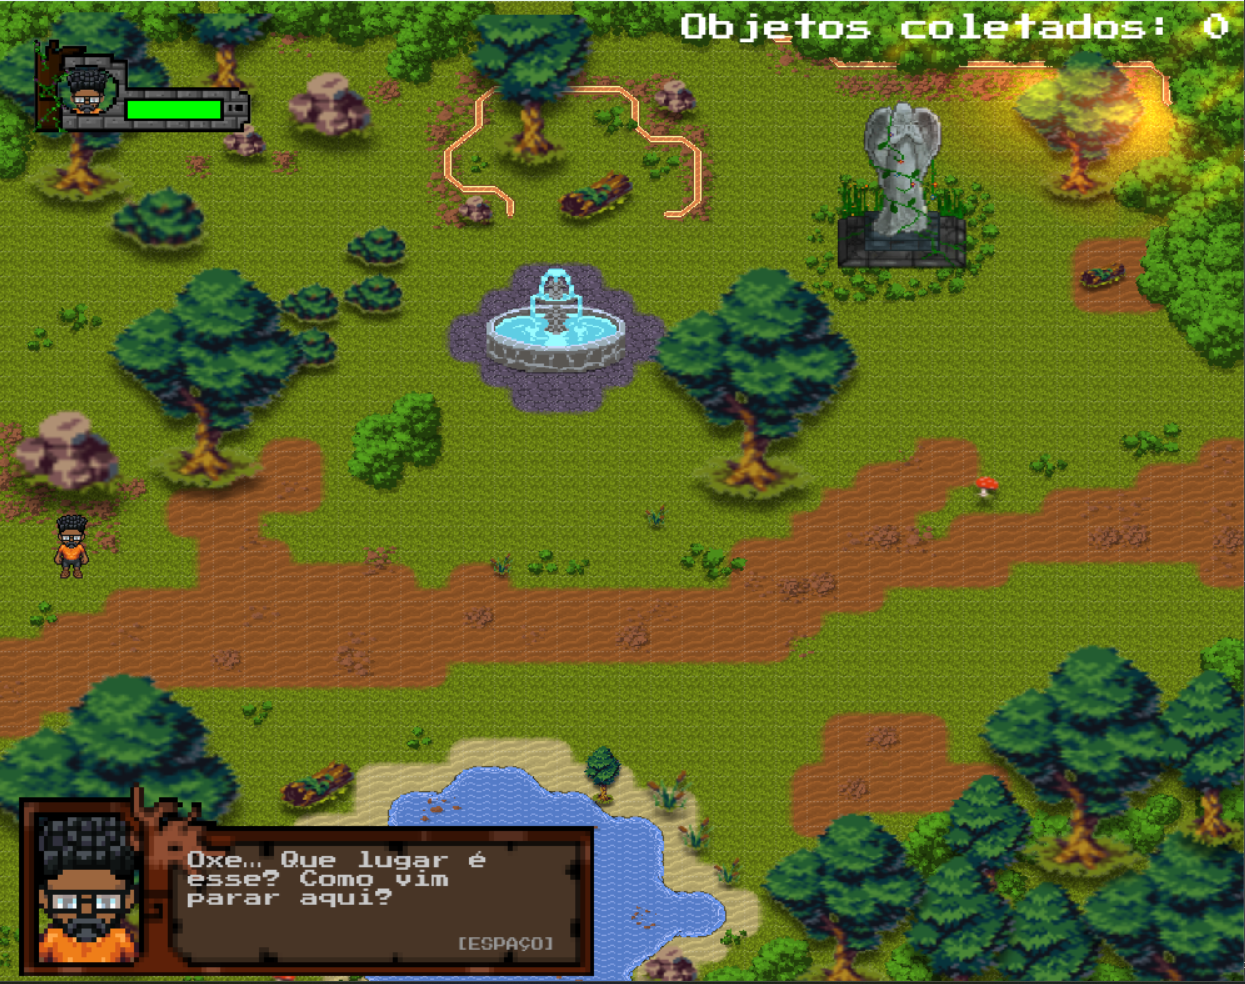 Objetos coletados: 0
Oxe... Que lugar é
esse? Como vim
parar aqui?
[ESPAÇO]